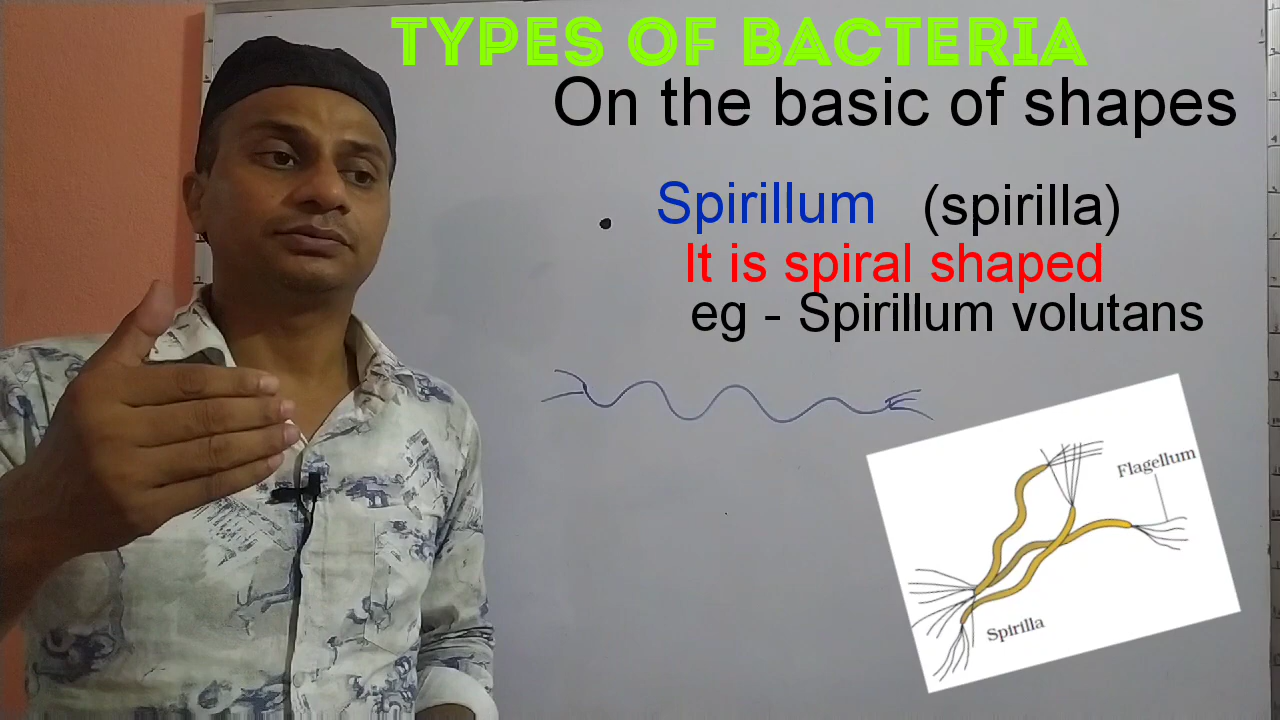 TYPES OF BACTERIA
On the basic of shapes
Spirillum (spirilla)
It is spiral shaped
eg - Spirillum volutans
Flagellum
Spirilla